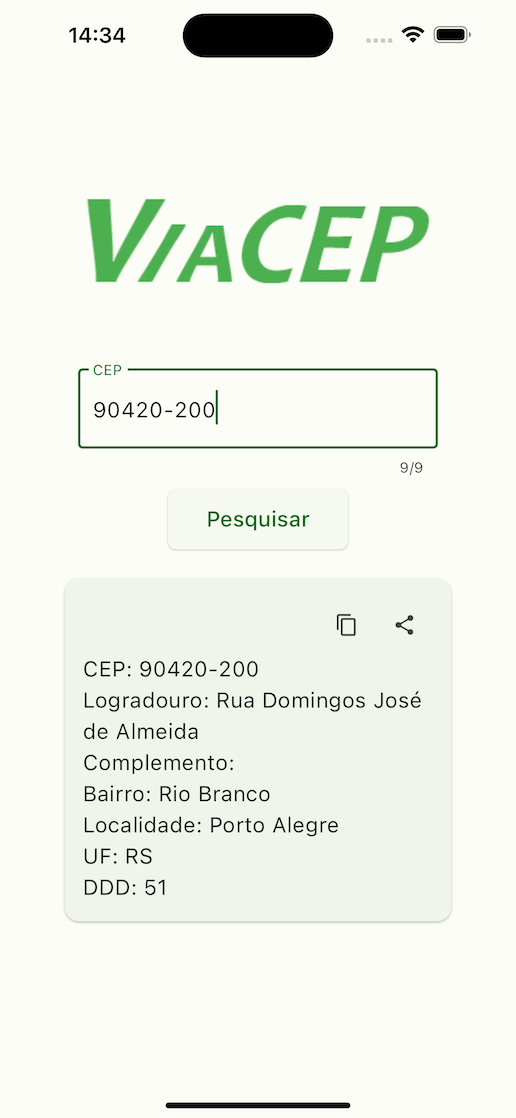 14:34
VIACEP
CEP
90420-200
9/9
Pesquisar
CEP: 90420-200
Logradouro: Rua Domingos José
de Almeida
Complemento:
Bairro: Rio Branco
Localidade: Porto Alegre
UF: RS
DDD: 51